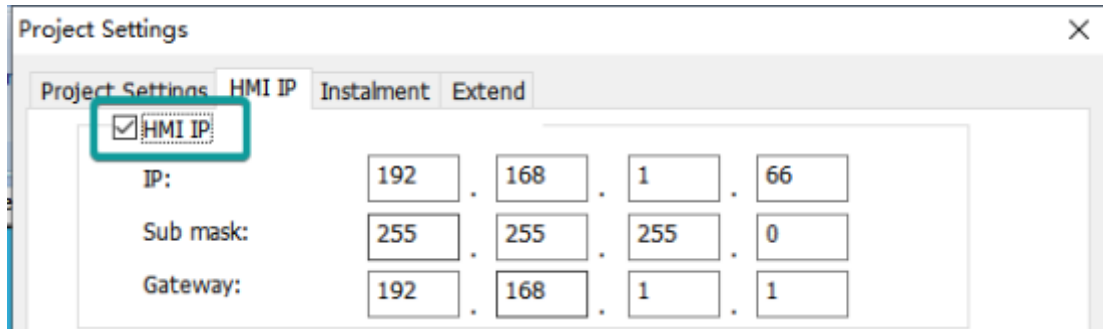 Project Settings
Project Settings HMI IP Instalment Extend
HMI IP
IP: 192 . 168 . 1 . 66
Sub mask: 255 . 255 . 255 . 0
Gateway: 192 . 168 . 1 . 1